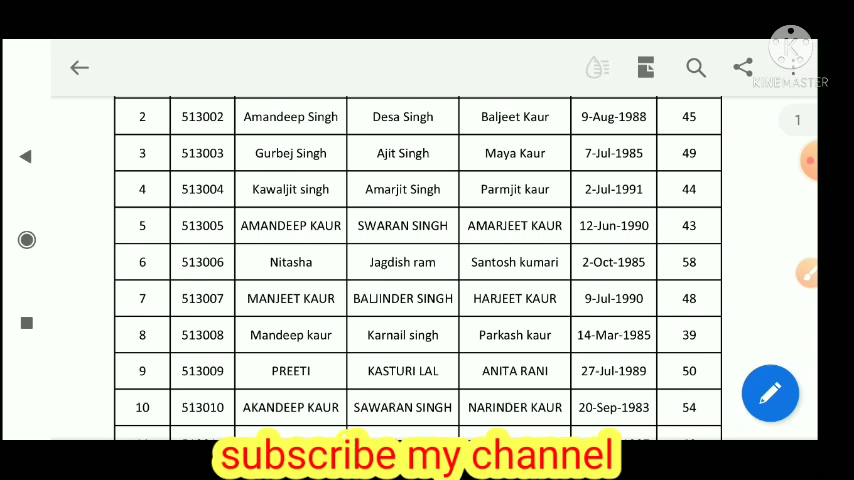 K
KINEMASTER
2 513002 Amandeep Singh Desa Singh Baljeet Kaur 9-Aug-1988 45
1
3 513003 Gurbej Singh Ajit Singh Maya Kaur 7-Jul-1985 49
4 513004 Kawaljit singh Amarjit Singh Parmjit kaur 2-Jul-1991 44
5 513005 AMANDEEP KAUR SWARAN SINGH AMARJEET KAUR 12-Jun-1990 43
6 513006 Nitasha Jagdish ram Santosh kumari 2-Oct-1985 58
7 513007 MANJEET KAUR BALJINDER SINGH HARJEET KAUR 9-Jul-1990 48
8 513008 Mandeep kaur Karnail singh Parkash kaur 14-Mar-1985 39
9 513009 PREETI KASTURI LAL ANITA RANI 27-Jul-1989 50
10 513010 AKANDEEP KAUR SAWARAN SINGH NARINDER KAUR 20-Sep-1983 54
subscribe my channel